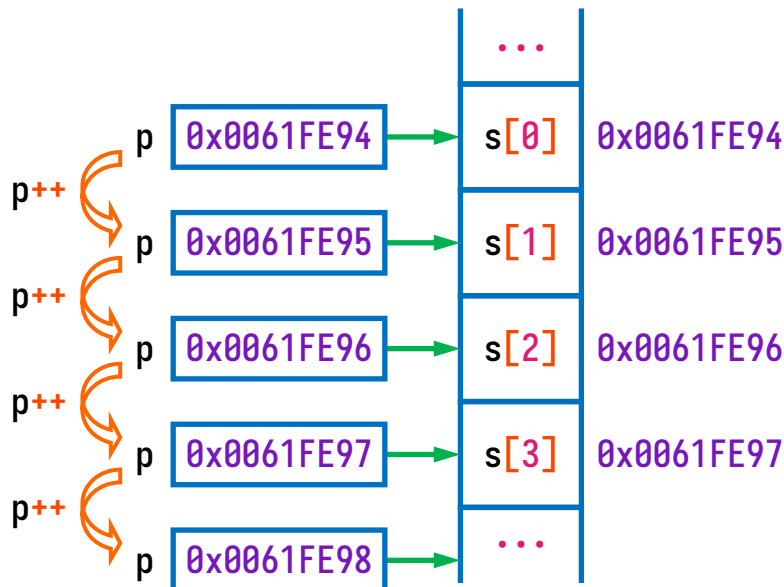 ...
p 0x0061FE94 s[0] 0x0061FE94
p++
p 0x0061FE95 s[1] 0x0061FE95
p++
p 0x0061FE96 s[2] 0x0061FE96
p++
p 0x0061FE97 s[3] 0x0061FE97
p++
p 0x0061FE98 ...